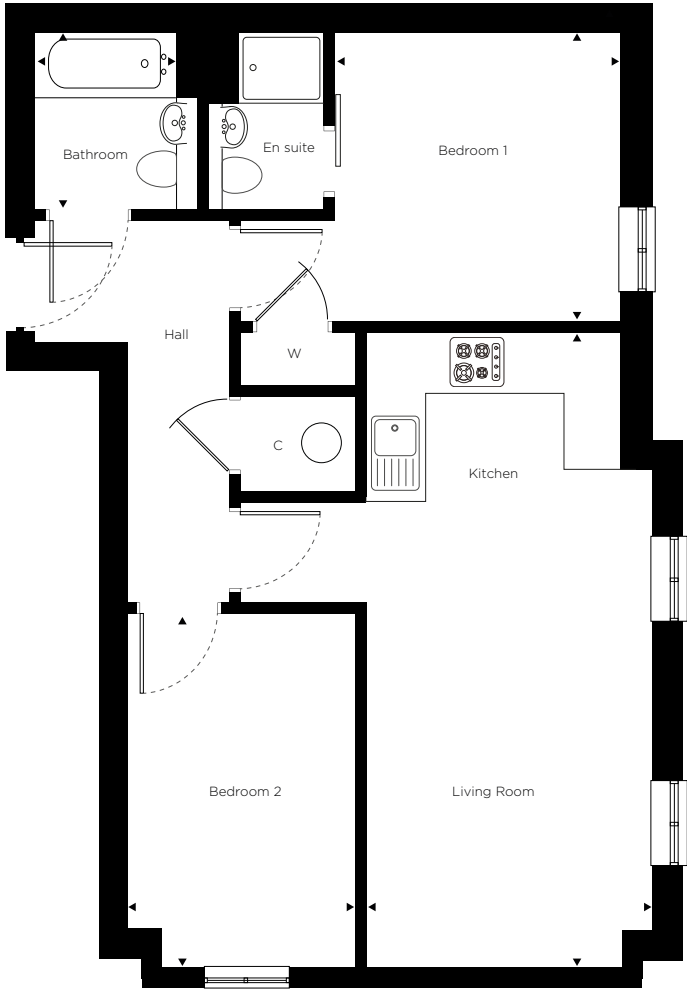 Bathroom
En suite
Bedroom 1
Hall
W
C
Kitchen
Bedroom 2
Living Room